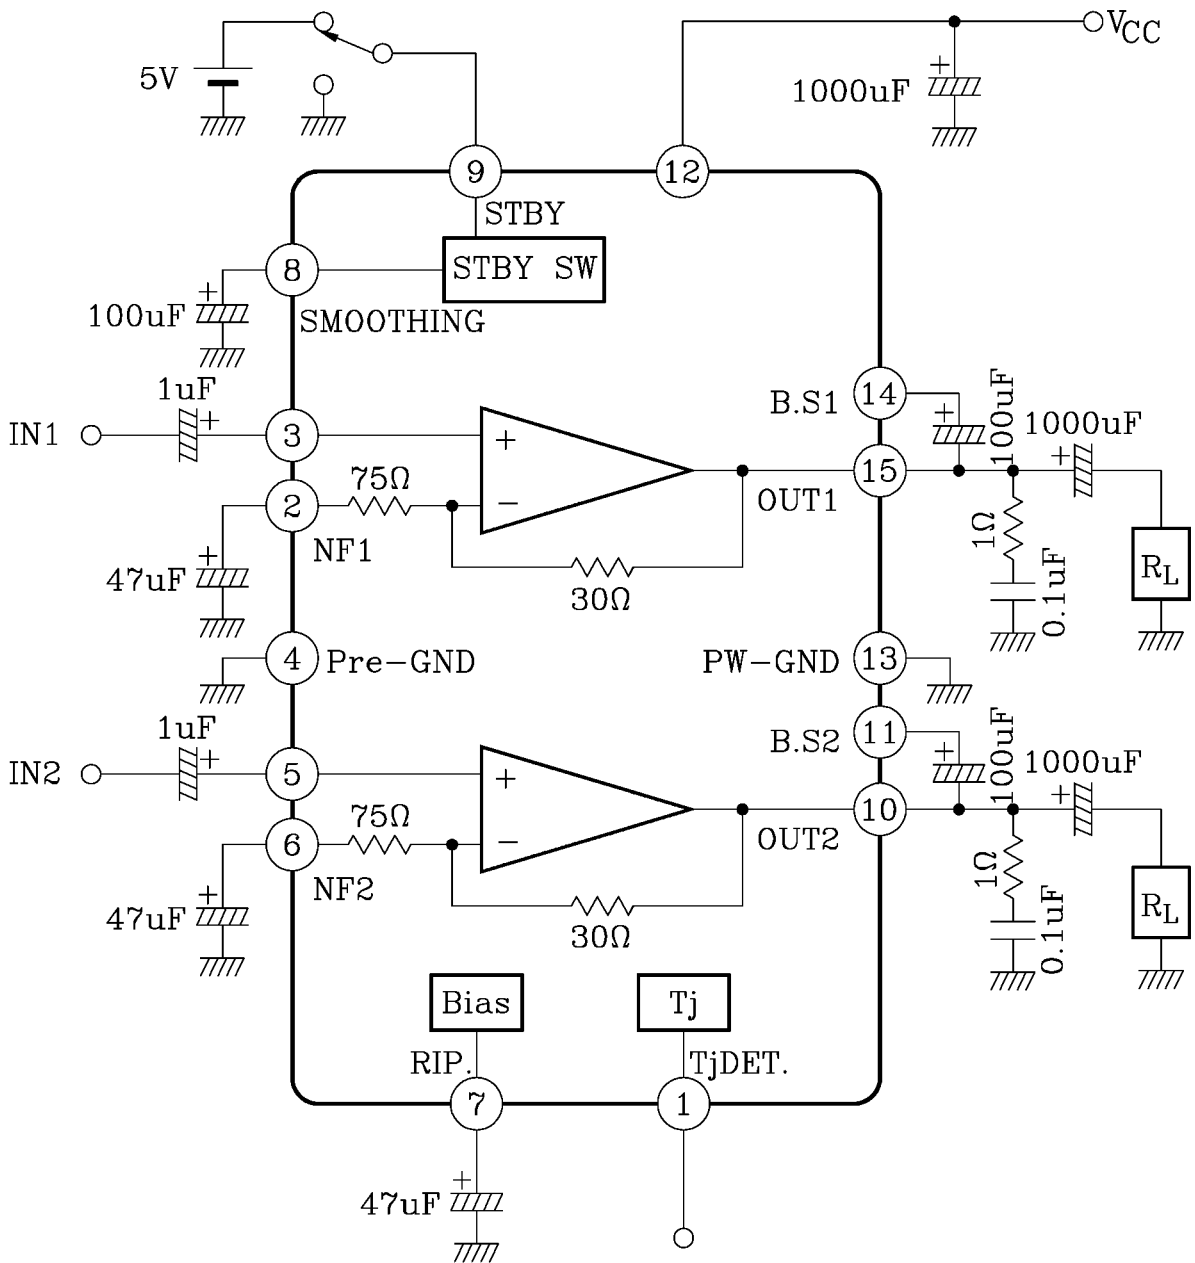 V_CC
+
5V
1000uF
9
12
STBY
STBY SW
8
+
100uF
SMOOTHING
1uF
+
IN1
3
+
B.S1
14
+
100uF
1000uF
+
75Ω
2
−
OUT1
15
NF1
+
47uF
30Ω
1Ω
0.1uF
R_L
4
Pre-GND
PW-GND
13
1uF
+
IN2
5
+
B.S2
11
+
100uF
1000uF
+
75Ω
6
−
OUT2
10
NF2
+
47uF
30Ω
1Ω
0.1uF
R_L
Bias
Tj
RIP.
TjDET.
7
1
+
47uF